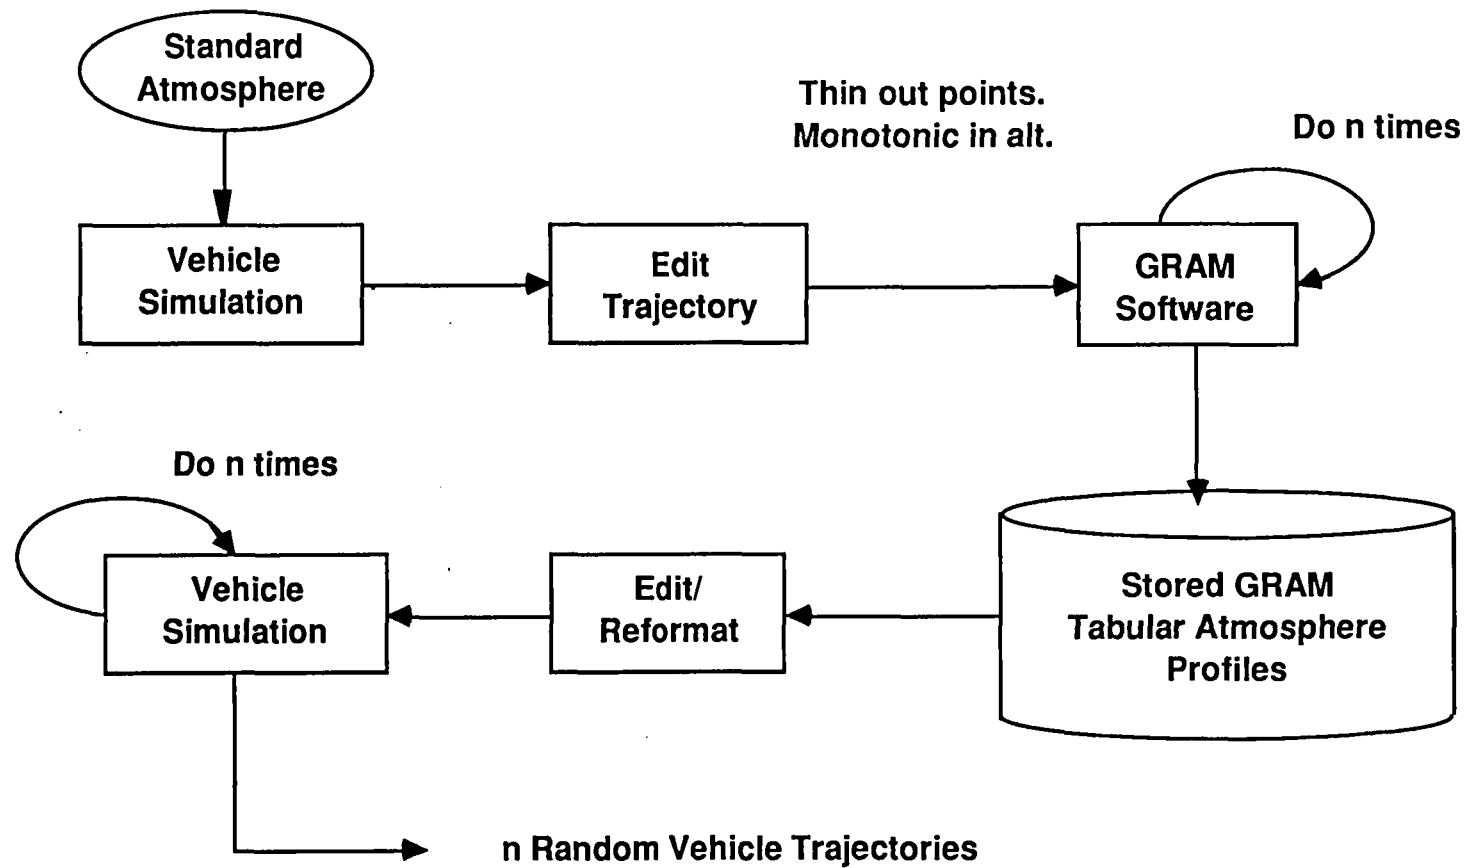 Standard
Atmosphere
Thin out points.
Monotonic in alt.
Do n times
Vehicle
Simulation
Edit
Trajectory
GRAM
Software
Do n times
Vehicle
Simulation
Edit/
Reformat
Stored GRAM
Tabular Atmosphere
Profiles
n Random Vehicle Trajectories